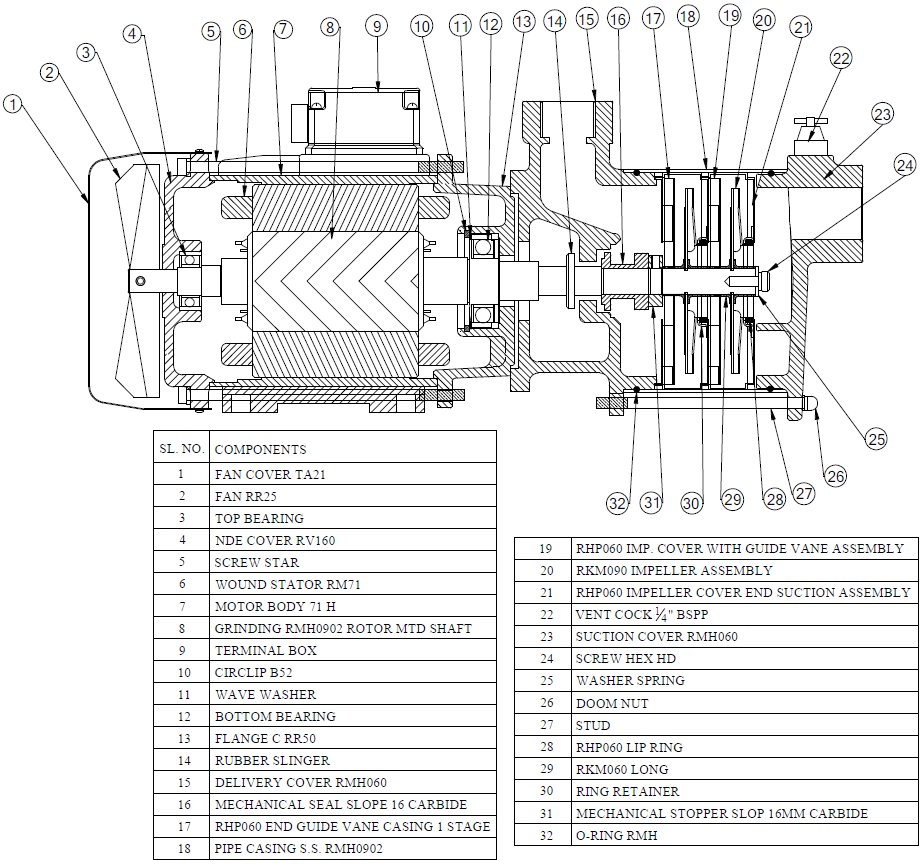 4 5 6 7 8 9 10 11 12 13 14 15 16 17 18 19 20 21
3
2
22
1
23
24
25
26
32 31 30 29 28 27
SL. NO. COMPONENTS
1 FAN COVER TA21
2 FAN RR25
3 TOP BEARING
4 NDE COVER RV160
5 SCREW STAR
6 WOUND STATOR RM71
7 MOTOR BODY 71 H
8 GRINDING RMH0902 ROTOR MTD SHAFT
9 TERMINAL BOX
10 CIRCLIP B52
11 WAVE WASHER
12 BOTTOM BEARING
13 FLANGE C RR50
14 RUBBER SLINGER
15 DELIVERY COVER RMH060
16 MECHANICAL SEAL SLOPE 16 CARBIDE
17 RHP060 END GUIDE VANE CASING 1 STAGE
18 PIPE CASING S.S. RMH0902
19 RHP060 IMP. COVER WITH GUIDE VANE ASSEMBLY
20 RKM090 IMPELLER ASSEMBLY
21 RHP060 IMPELLER COVER END SUCTION ASSEMBLY
22 VENT COCK 1/4" BSPP
23 SUCTION COVER RMH060
24 SCREW HEX HD
25 WASHER SPRING
26 DOOM NUT
27 STUD
28 RHP060 LIP RING
29 RKM060 LONG
30 RING RETAINER
31 MECHANICAL STOPPER SLOP 16MM CARBIDE
32 O-RING RMH